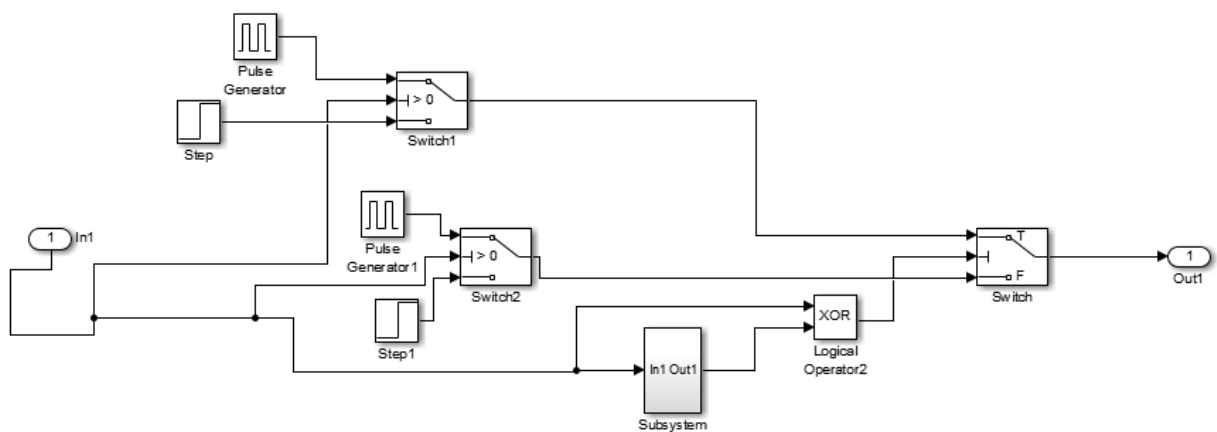 Pulse
Generator
> 0
Step
Switch1
1
In1
Pulse
Generator1
> 0
Switch2
Step1
T
F
Switch
1
Out1
XOR
Logical
Operator2
In1 Out1
Subsystem